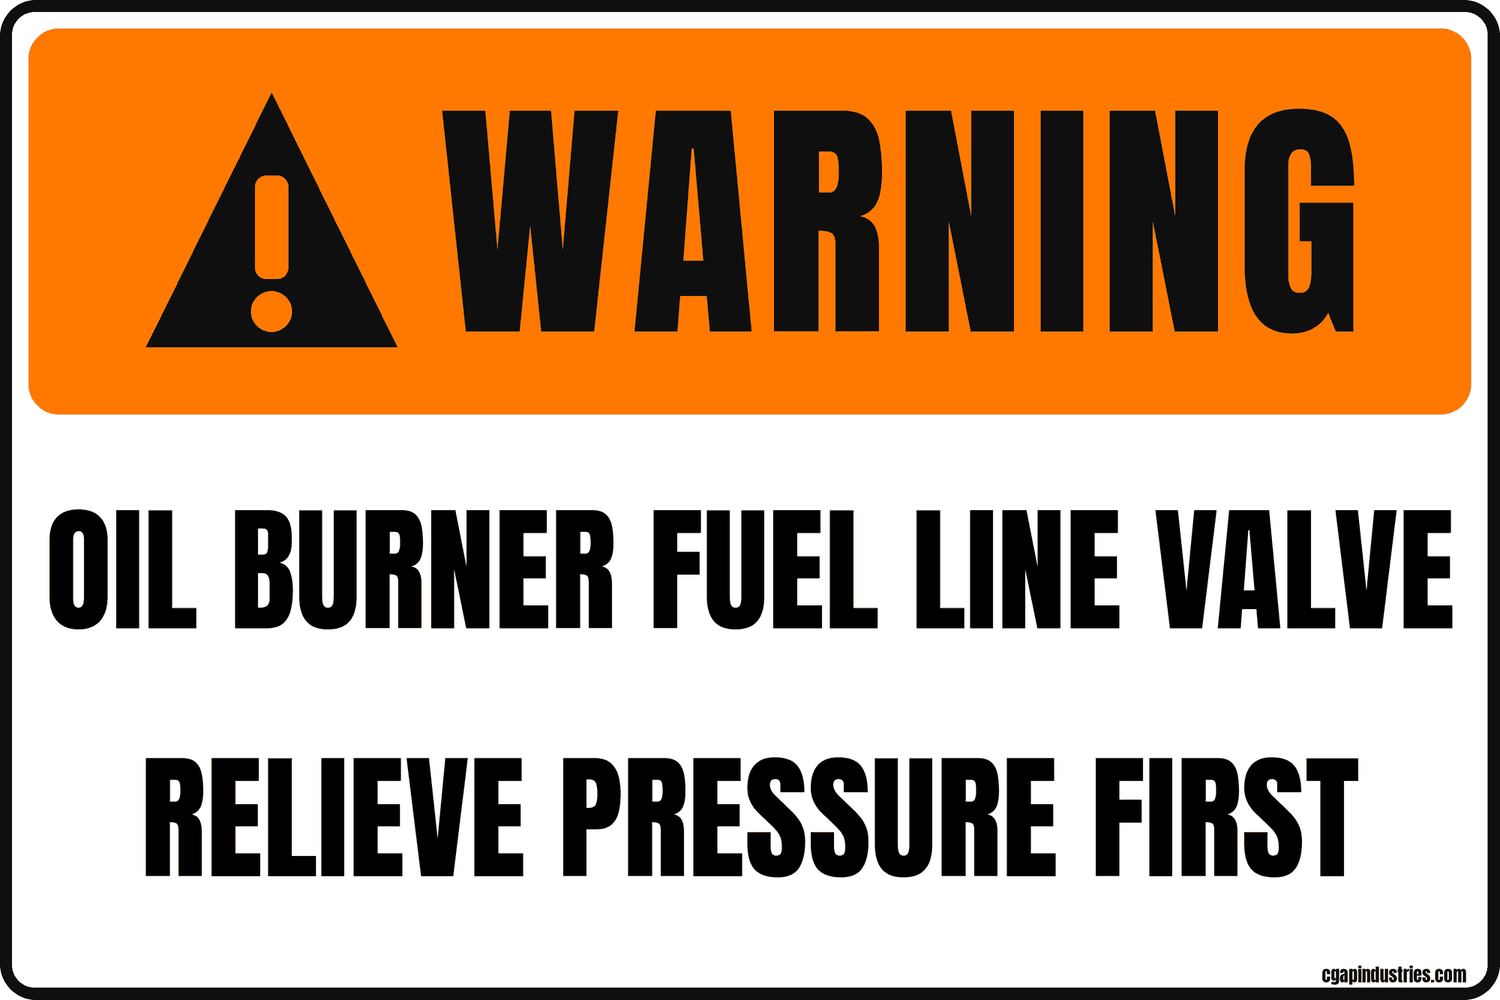 WARNING
OIL BURNER FUEL LINE VALVE
RELIEVE PRESSURE FIRST
cgapindustries.com